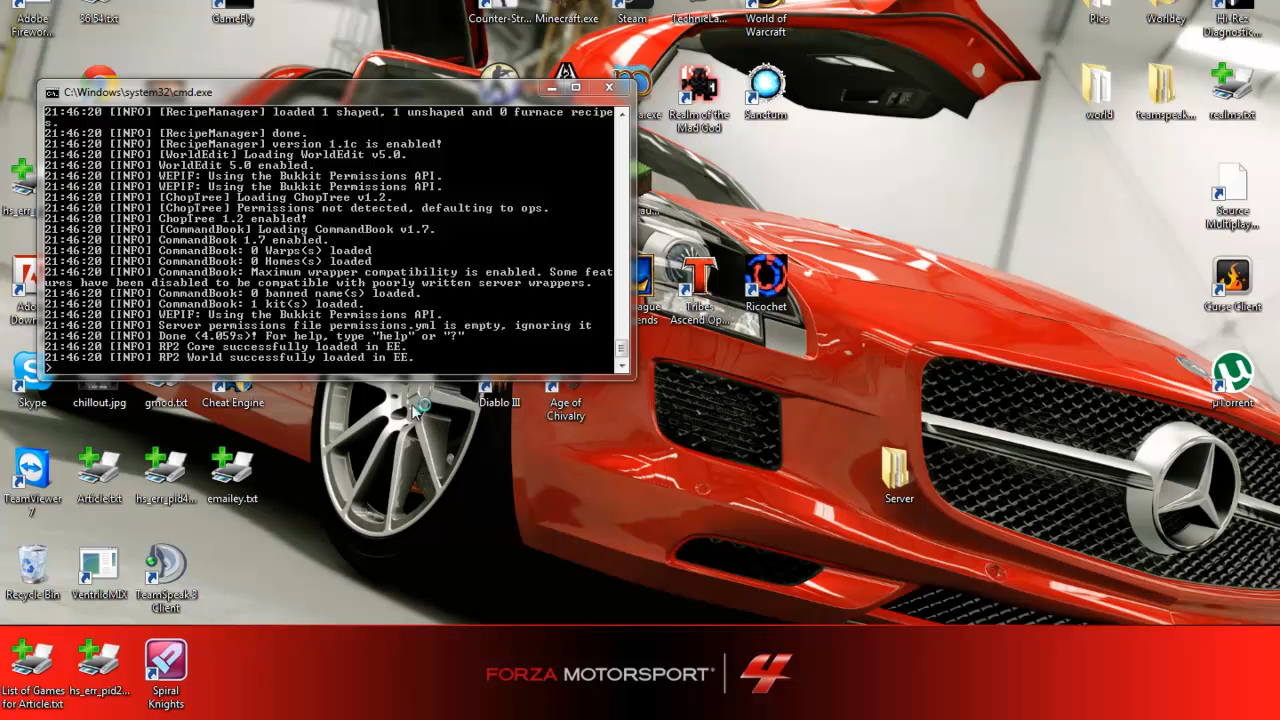 Adobe
Firewor...
36.54.txt
GameFly
Counter-Str...
Minecraft.exe
Steam
TechnicLa...
World of
Warcraft
Pics
Worldey
Hi-Rez
Diagnostic...
C:\Windows\system32\cmd.exe
21:46:20 [INFO] [RecipeManager] loaded 1 shaped, 1 unshaped and 0 furnace recipe
s.
21:46:20 [INFO] [RecipeManager] done.
21:46:20 [INFO] [RecipeManager] version 1.1c is enabled!
21:46:20 [INFO] [WorldEdit] Loading WorldEdit v5.0.
21:46:20 [INFO] WorldEdit 5.0 enabled.
21:46:20 [INFO] WEPIF: Using the Bukkit Permissions API.
21:46:20 [INFO] WEPIF: Using the Bukkit Permissions API.
21:46:20 [INFO] [ChopTree] Loading ChopTree v1.2.
21:46:20 [INFO] [ChopTree] Permissions not detected, defaulting to ops.
21:46:20 [INFO] ChopTree 1.2 enabled!
21:46:20 [INFO] [CommandBook] Loading CommandBook v1.7.
21:46:20 [INFO] CommandBook 1.7 enabled.
21:46:20 [INFO] CommandBook: 0 Warps(s) loaded
21:46:20 [INFO] CommandBook: 0 Homes(s) loaded
21:46:20 [INFO] CommandBook: Maximum wrapper compatibility is enabled. Some feat
ures have been disabled to be compatible with poorly written server wrappers.
21:46:20 [INFO] CommandBook: 0 banned name(s) loaded.
21:46:20 [INFO] CommandBook: 1 kit(s) loaded.
21:46:20 [INFO] WEPIF: Using the Bukkit Permissions API.
21:46:20 [INFO] Server permissions file permissions.yml is empty, ignoring it
21:46:20 [INFO] Done (4.059s)! For help, type "help" or "?"
21:46:20 [INFO] RP2 Core successfully loaded in EE.
21:46:20 [INFO] RP2 World successfully loaded in EE.
>
Realm of the
Mad God
Sanctum
world
teamspeak...
realms.txt
Source
Multiplay...
Tribes
Ascend Op...
Ricochet
Curse Client
Skype
chillout.jpg
gmod.txt
Cheat Engine
Diablo III
Age of
Chivalry
µTorrent
TeamViewer
7
Article.txt
hs_err_pid4...
emailey.txt
Server
Recycle Bin
VentriloMIX
TeamSpeak 3
Client
List of Games
for Article.txt
hs_err_pid2...
Spiral
Knights
FORZA MOTORSPORT 4